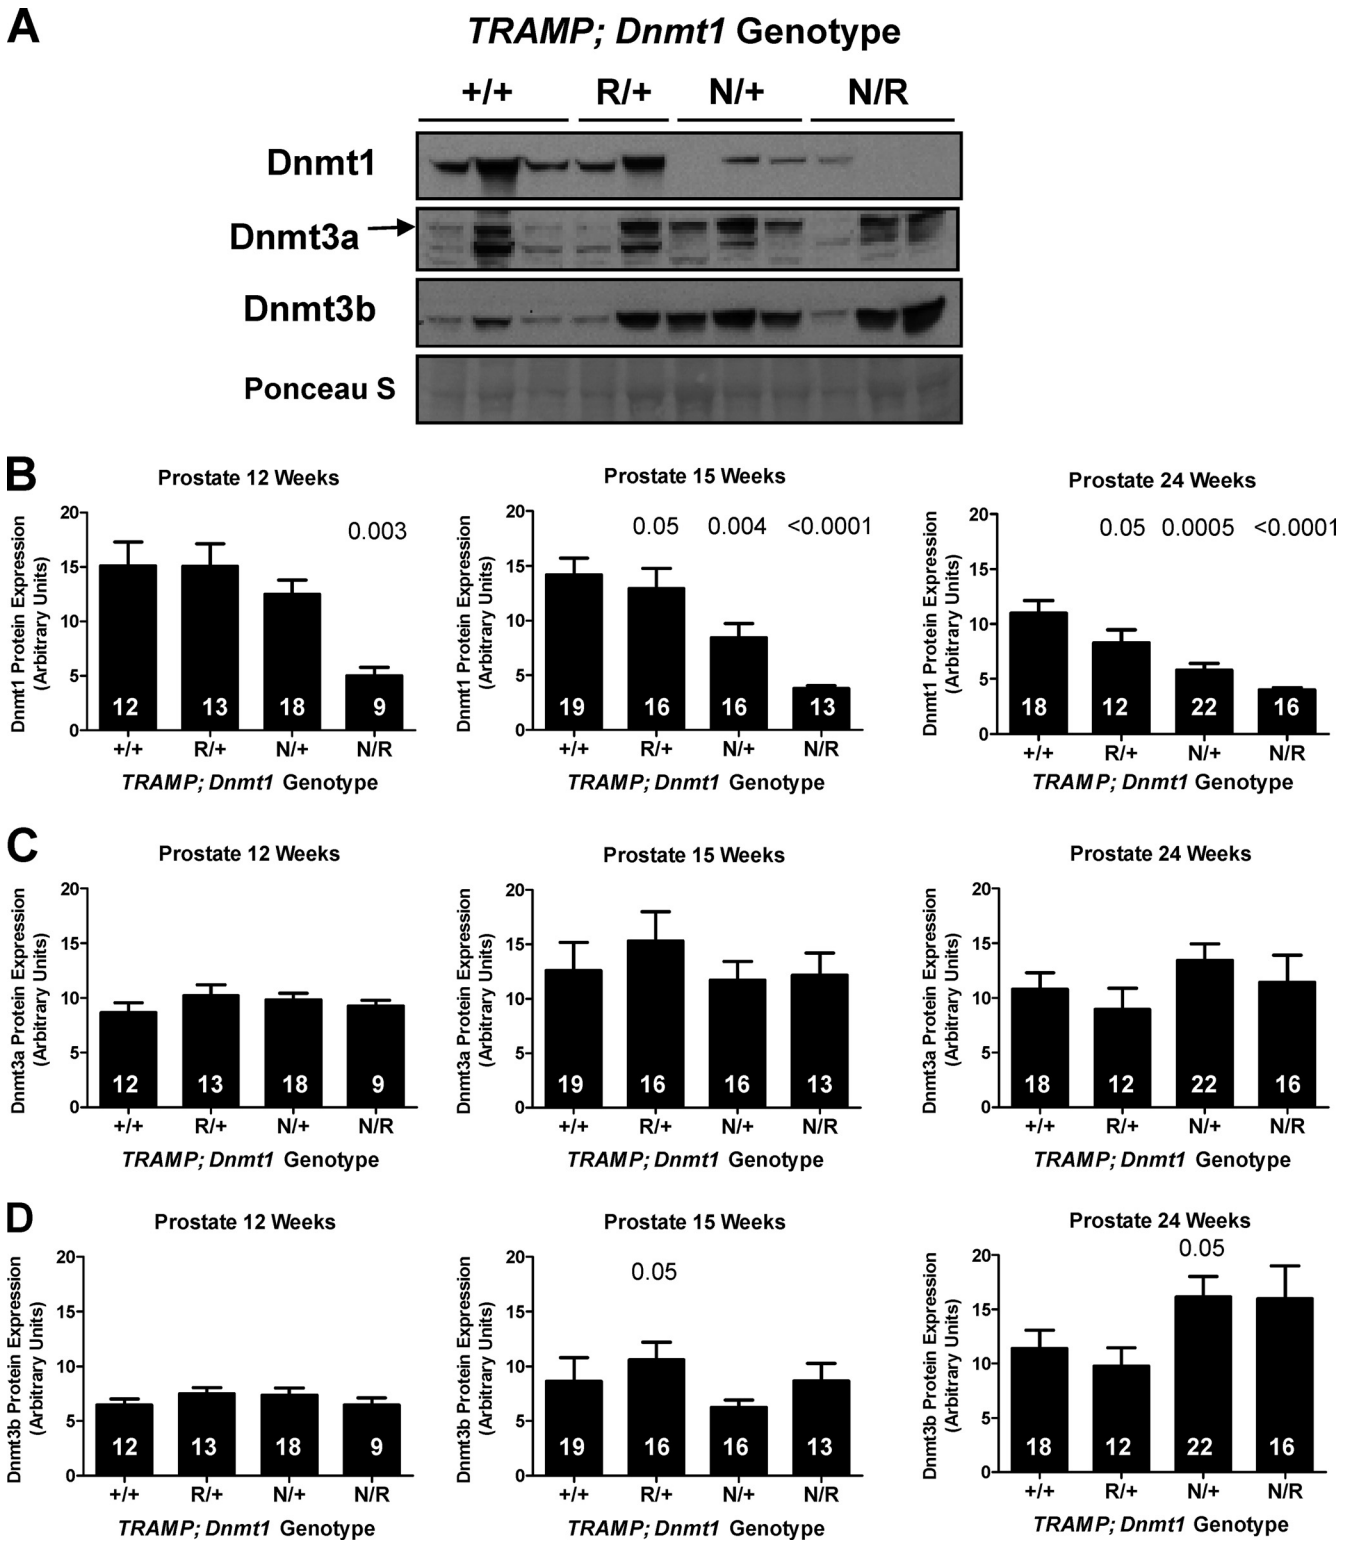 A
TRAMP; Dnmt1 Genotype
+/+ R/+ N/+ N/R
Dnmt1
Dnmt3a
Dnmt3b
Ponceau S
B
Prostate 12 Weeks
Dnmt1 Protein Expression
(Arbitrary Units)
20
15
10
5
0
0.003
12 13 18 9
+/+ R/+ N/+ N/R
TRAMP; Dnmt1 Genotype
Prostate 15 Weeks
Dnmt1 Protein Expression
(Arbitrary Units)
20
15
10
5
0
0.05 0.004 <0.0001
19 16 16 13
+/+ R/+ N/+ N/R
TRAMP; Dnmt1 Genotype
Prostate 24 Weeks
Dnmt1 Protein Expression
(Arbitrary Units)
20
15
10
5
0
0.05 0.0005 <0.0001
18 12 22 16
+/+ R/+ N/+ N/R
TRAMP; Dnmt1 Genotype
C
Prostate 12 Weeks
Dnmt3a Protein Expression
(Arbitrary Units)
20
15
10
5
0
12 13 18 9
+/+ R/+ N/+ N/R
TRAMP; Dnmt1 Genotype
Prostate 15 Weeks
Dnmt3a Protein Expression
(Arbitrary Units)
20
15
10
5
0
19 16 16 13
+/+ R/+ N/+ N/R
TRAMP; Dnmt1 Genotype
Prostate 24 Weeks
Dnmt3a Protein Expression
(Arbitrary Units)
20
15
10
5
0
18 12 22 16
+/+ R/+ N/+ N/R
TRAMP; Dnmt1 Genotype
D
Prostate 12 Weeks
Dnmt3b Protein Expression
(Arbitrary Units)
20
15
10
5
0
12 13 18 9
+/+ R/+ N/+ N/R
TRAMP; Dnmt1 Genotype
Prostate 15 Weeks
Dnmt3b Protein Expression
(Arbitrary Units)
20
15
10
5
0
0.05
19 16 16 13
+/+ R/+ N/+ N/R
TRAMP; Dnmt1 Genotype
Prostate 24 Weeks
Dnmt3b Protein Expression
(Arbitrary Units)
20
15
10
5
0
0.05
18 12 22 16
+/+ R/+ N/+ N/R
TRAMP; Dnmt1 Genotype